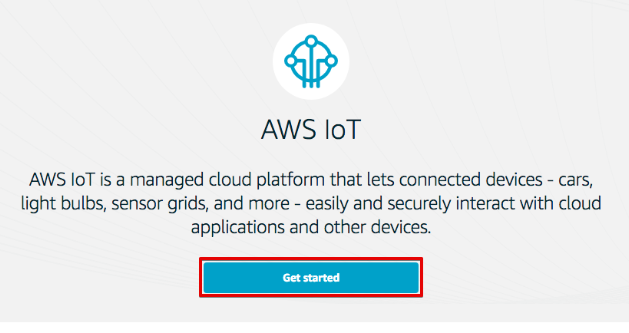 AWS IoT
AWS IoT is a managed cloud platform that lets connected devices - cars,
light bulbs, sensor grids, and more - easily and securely interact with cloud
applications and other devices.
Get started